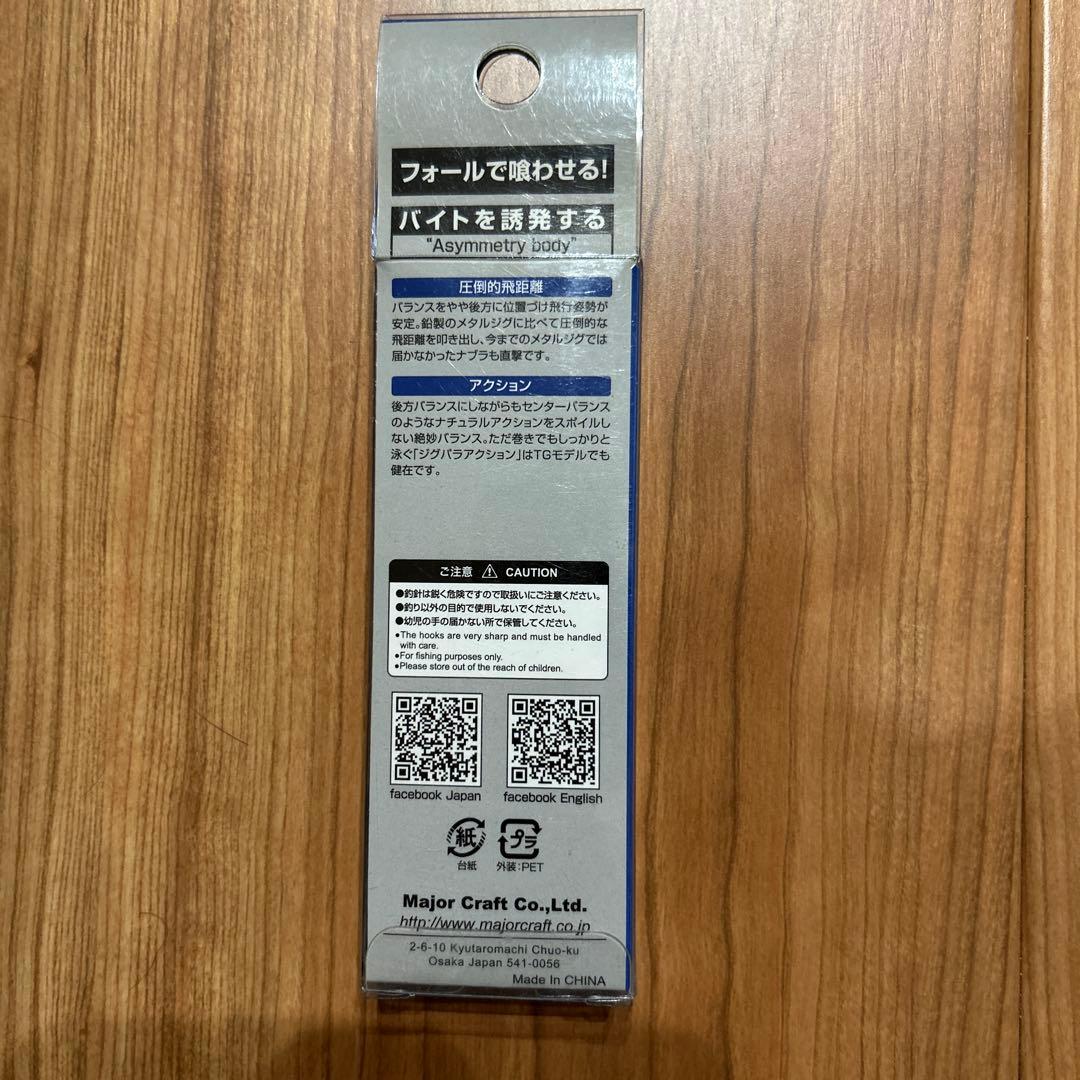 フォールで喰わせる!
バイトを誘発する
"Asymmetry body"
圧倒的飛距離
バランスをやや後方に位置づけ飛行姿勢が
安定。鉛製のメタルジグに比べて圧倒的な
飛距離を叩き出し、今までのメタルジグでは
届かなかったナブラも直撃です。
アクション
後方バランスにしながらもセンターバランス
のようなナチュラルアクションをスポイルし
ない絶妙バランス。ただ巻きでもしっかりと
泳ぐ「ジグパラアクション」はTGモデルでも
健在です。
ご注意 CAUTION
●釣針は鋭く危険ですので取扱いにご注意ください。
●釣り以外の目的で使用しないでください。
●幼児の手の届かない所で保管してください。
●The hooks are very sharp and must be handled
with care.
●For fishing purposes only.
●Please store out of the reach of children.
facebook Japan facebook English
紙 プラ
台紙 外装:PET
Major Craft Co.,Ltd.
http://www.majorcraft.co.jp
2-6-10 Kyutaromachi Chuo-ku
Osaka Japan 541-0056
Made In CHINA